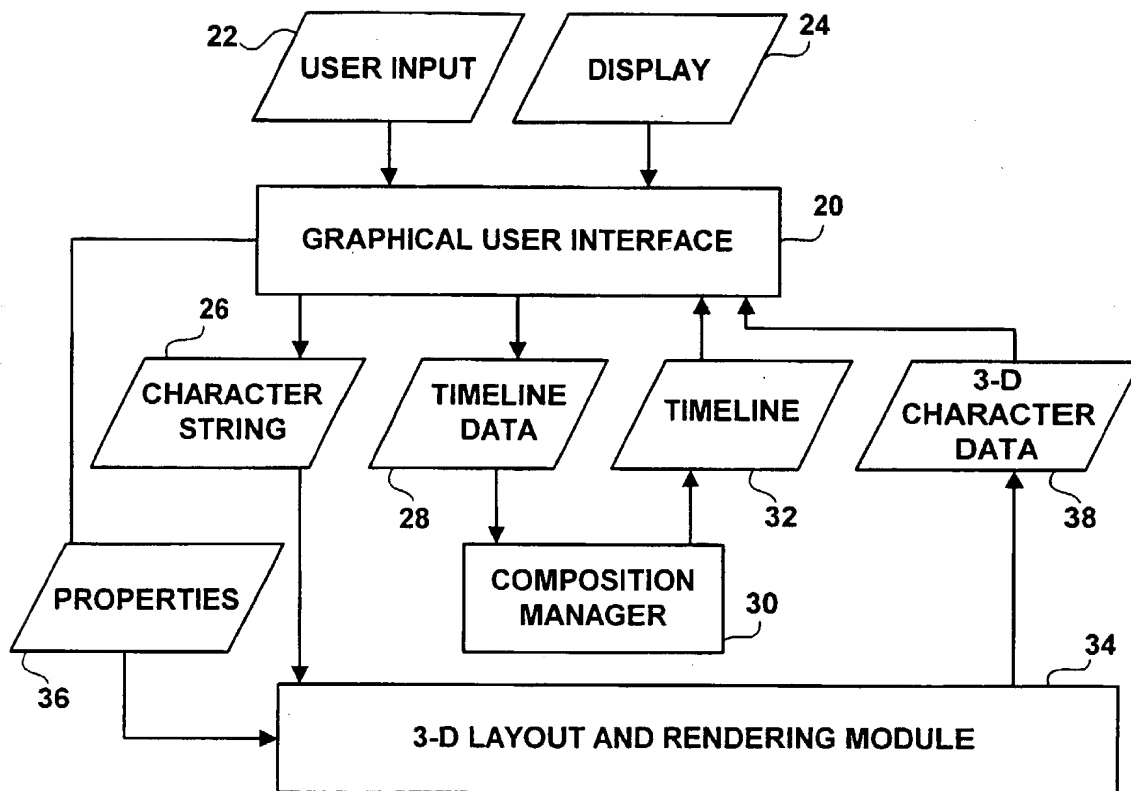 22
USER INPUT
DISPLAY
24
GRAPHICAL USER INTERFACE
20
26
CHARACTER
STRING
TIMELINE
DATA
TIMELINE
3-D
CHARACTER
DATA
28
32
38
PROPERTIES
36
COMPOSITION
MANAGER
30
34
3-D LAYOUT AND RENDERING MODULE